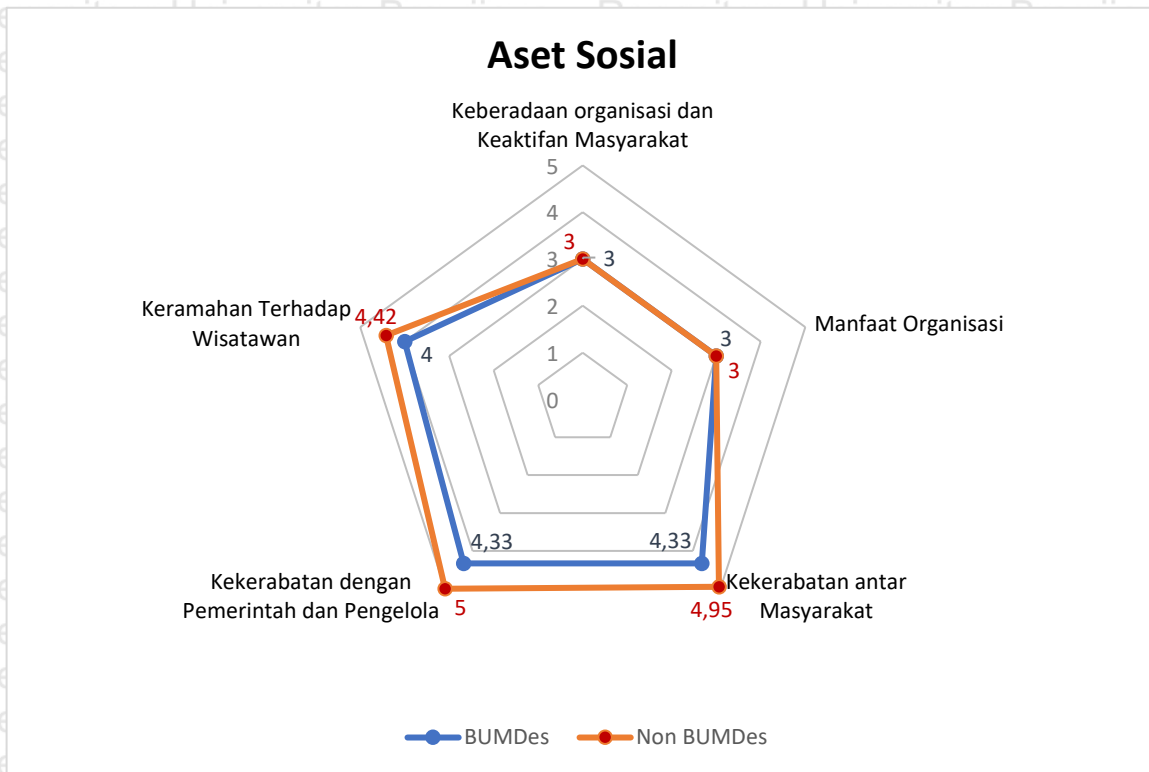 Aset Sosial
Keberadaan organisasi dan
Keaktifan Masyarakat
5
4
3
3
3
2
1
0
Manfaat Organisasi
3
3
Keramahan Terhadap
Wisatawan
4,42
4
4,33
4,33
Kekerabatan dengan
Pemerintah dan Pengelola
5
Kekerabatan antar
Masyarakat
4,95
BUMDes
Non BUMDes